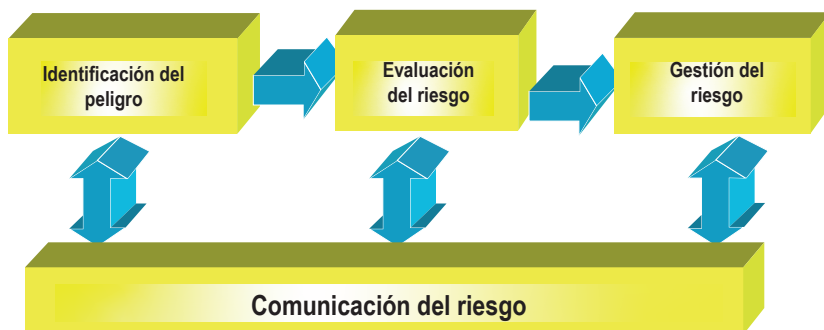 Identificación del
peligro
Evaluación
del riesgo
Gestión del
riesgo
Comunicación del riesgo